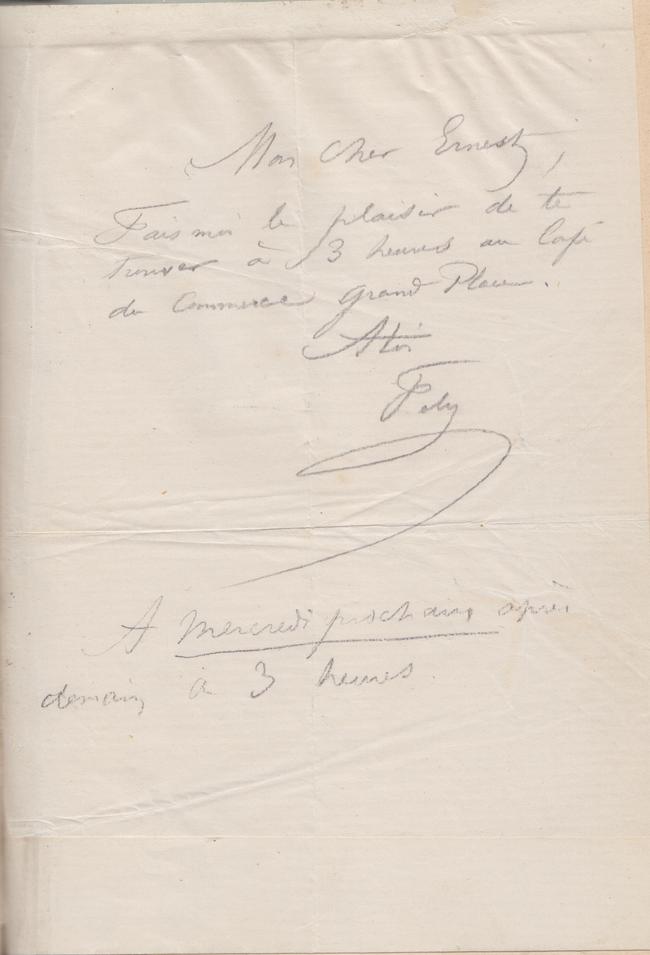 Mon cher Ernest,
Fais moi le plaisir de te
trouver à 3 heures au Café
du Commerce Grand Place.
A toi
Fely
A mercredi prochain après
demain à 3 heures.